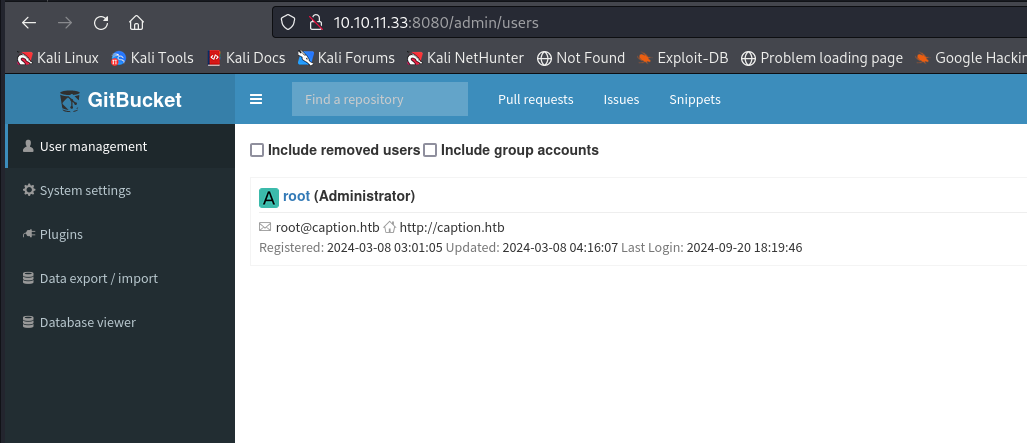 10.10.11.33:8080/admin/users
Kali Linux Kali Tools Kali Docs Kali Forums Kali NetHunter Not Found Exploit-DB Problem loading page Google Hackin
GitBucket Find a repository Pull requests Issues Snippets
User management
System settings
Plugins
Data export / import
Database viewer
Include removed users Include group accounts
A root (Administrator)
root@caption.htb http://caption.htb
Registered: 2024-03-08 03:01:05 Updated: 2024-03-08 04:16:07 Last Login: 2024-09-20 18:19:46